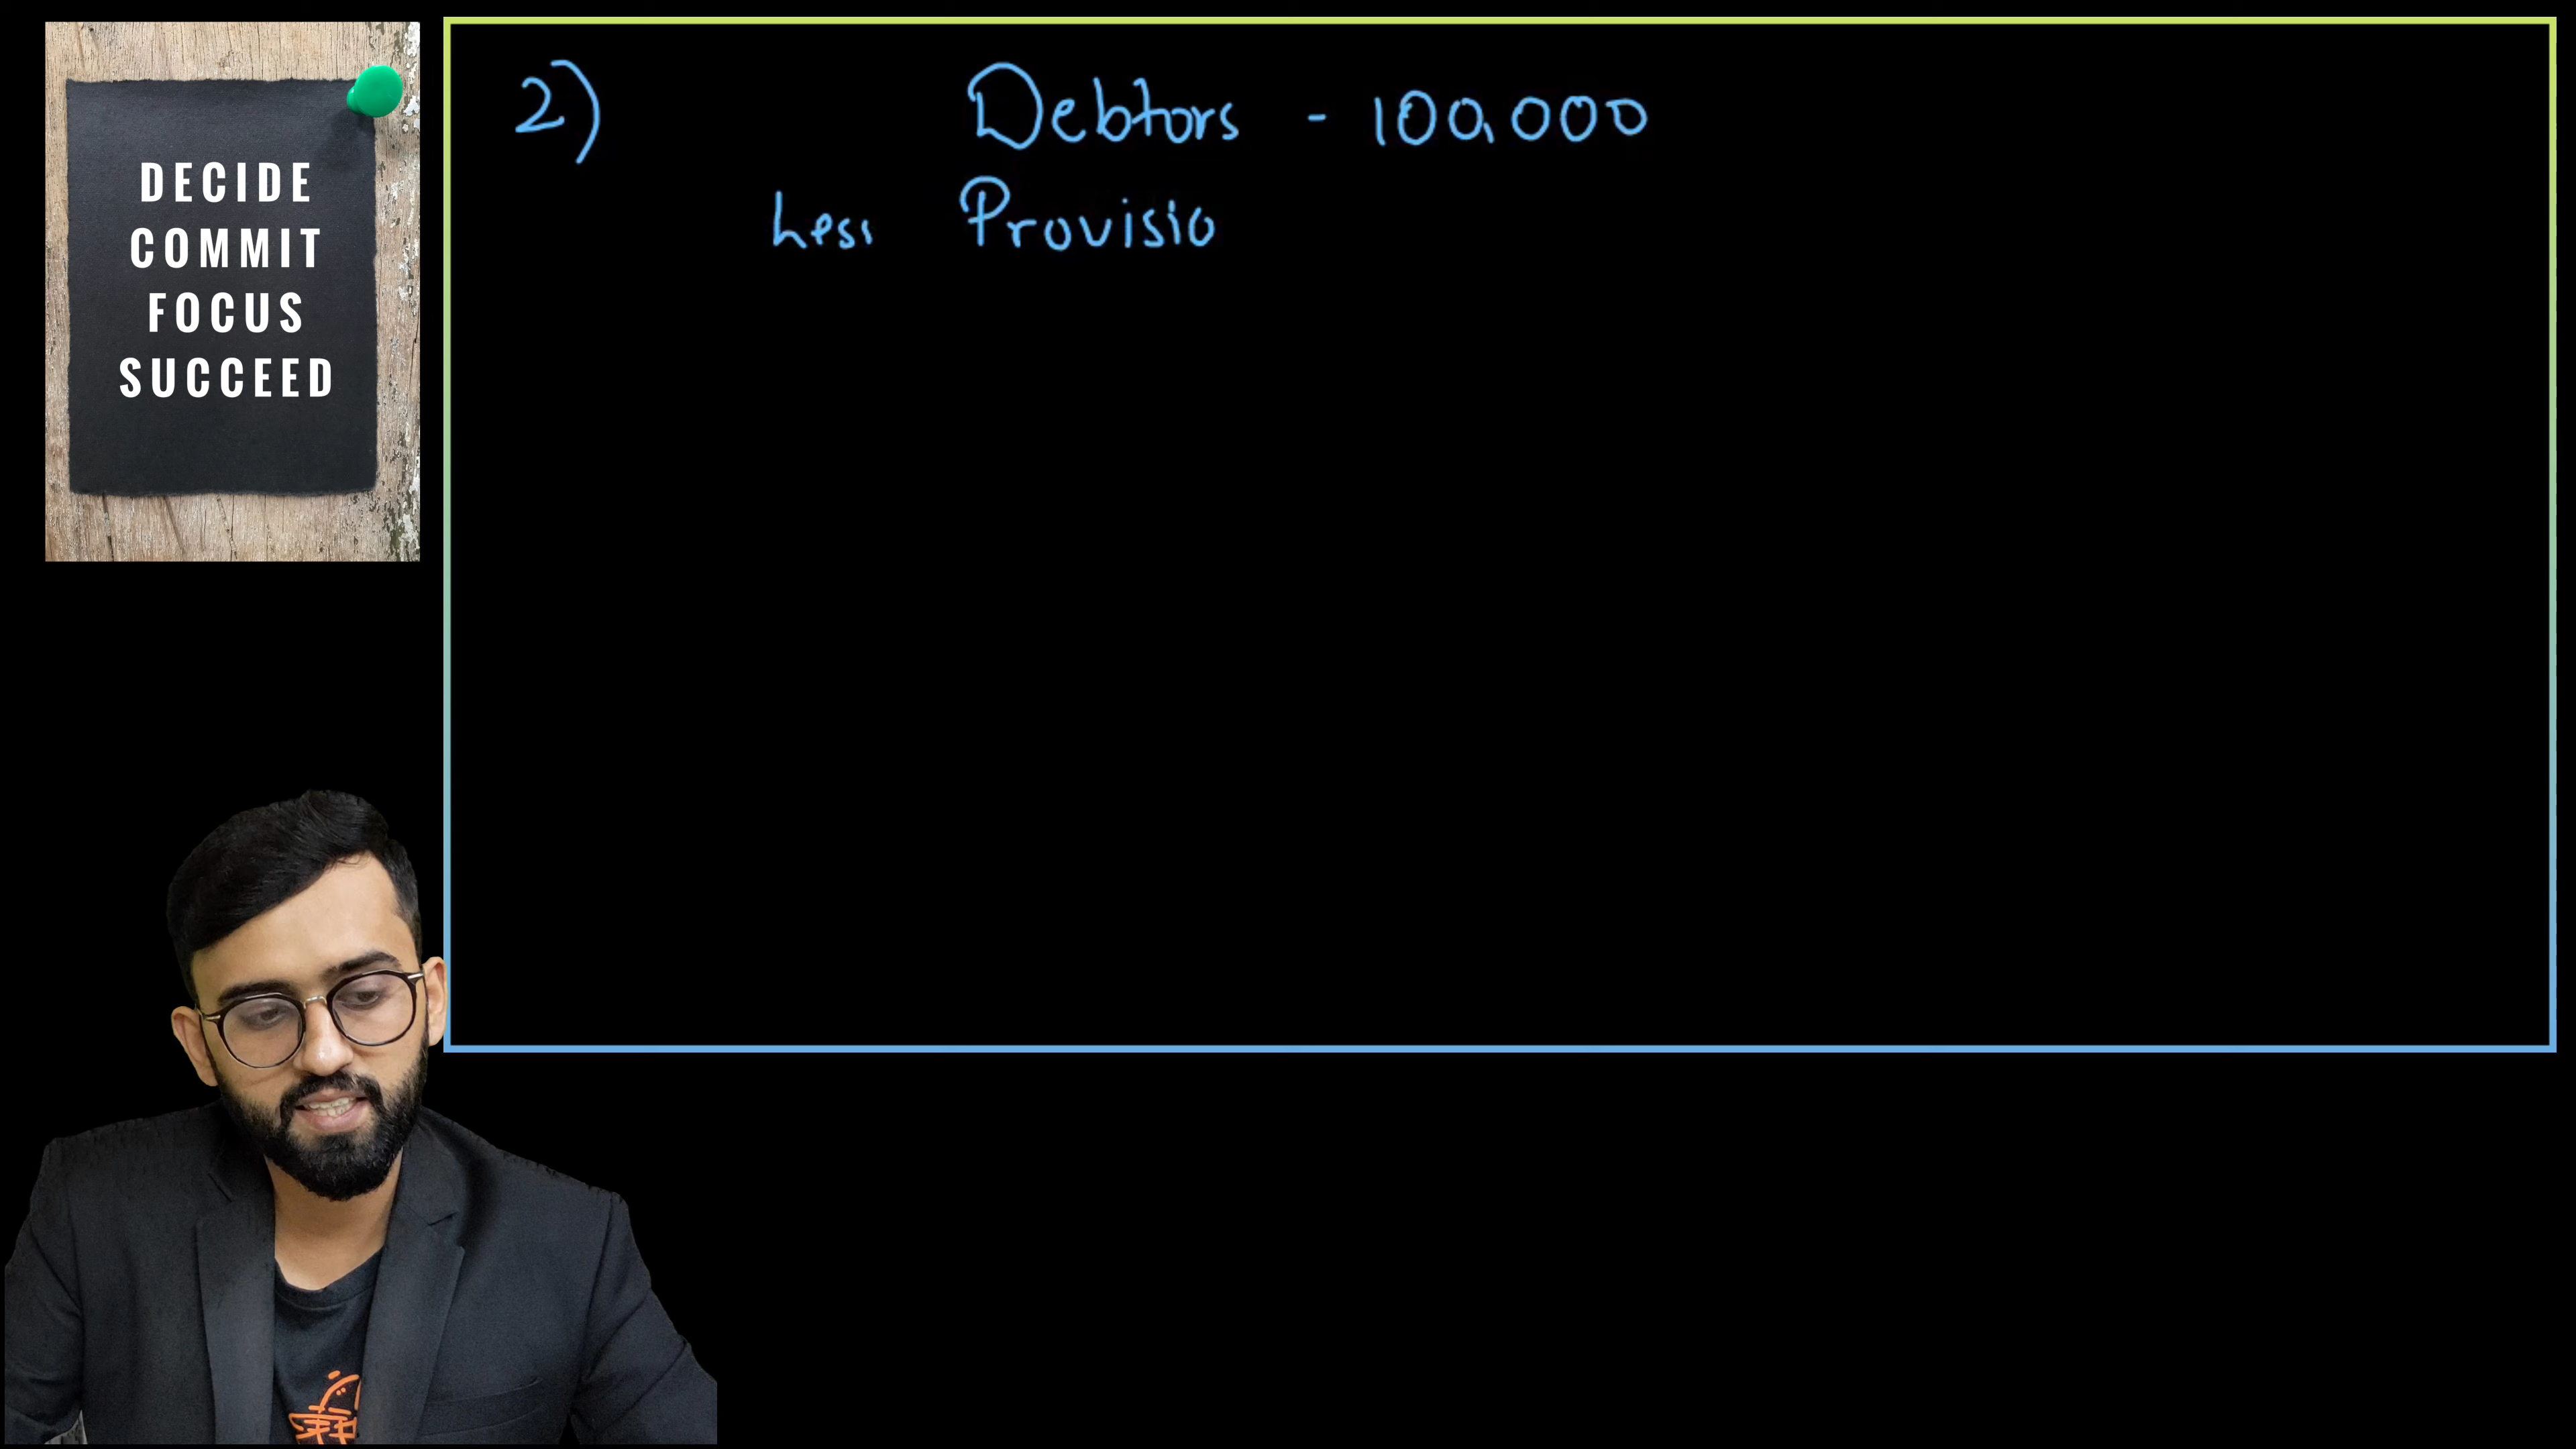 DECIDE
COMMIT
FOCUS
SUCCEED
2) Debtors - 100,000
Less Provisio